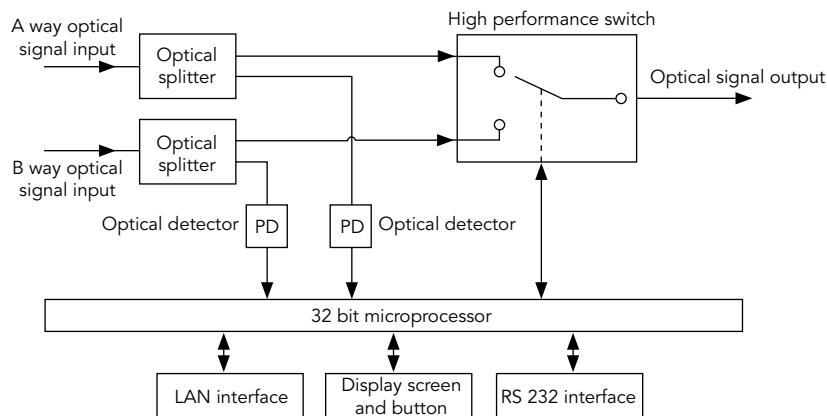 A way optical
signal input
Optical
splitter
High performance switch
Optical signal output
B way optical
signal input
Optical
splitter
Optical detector
PD
PD
Optical detector
32 bit microprocessor
LAN interface
Display screen
and button
RS 232 interface